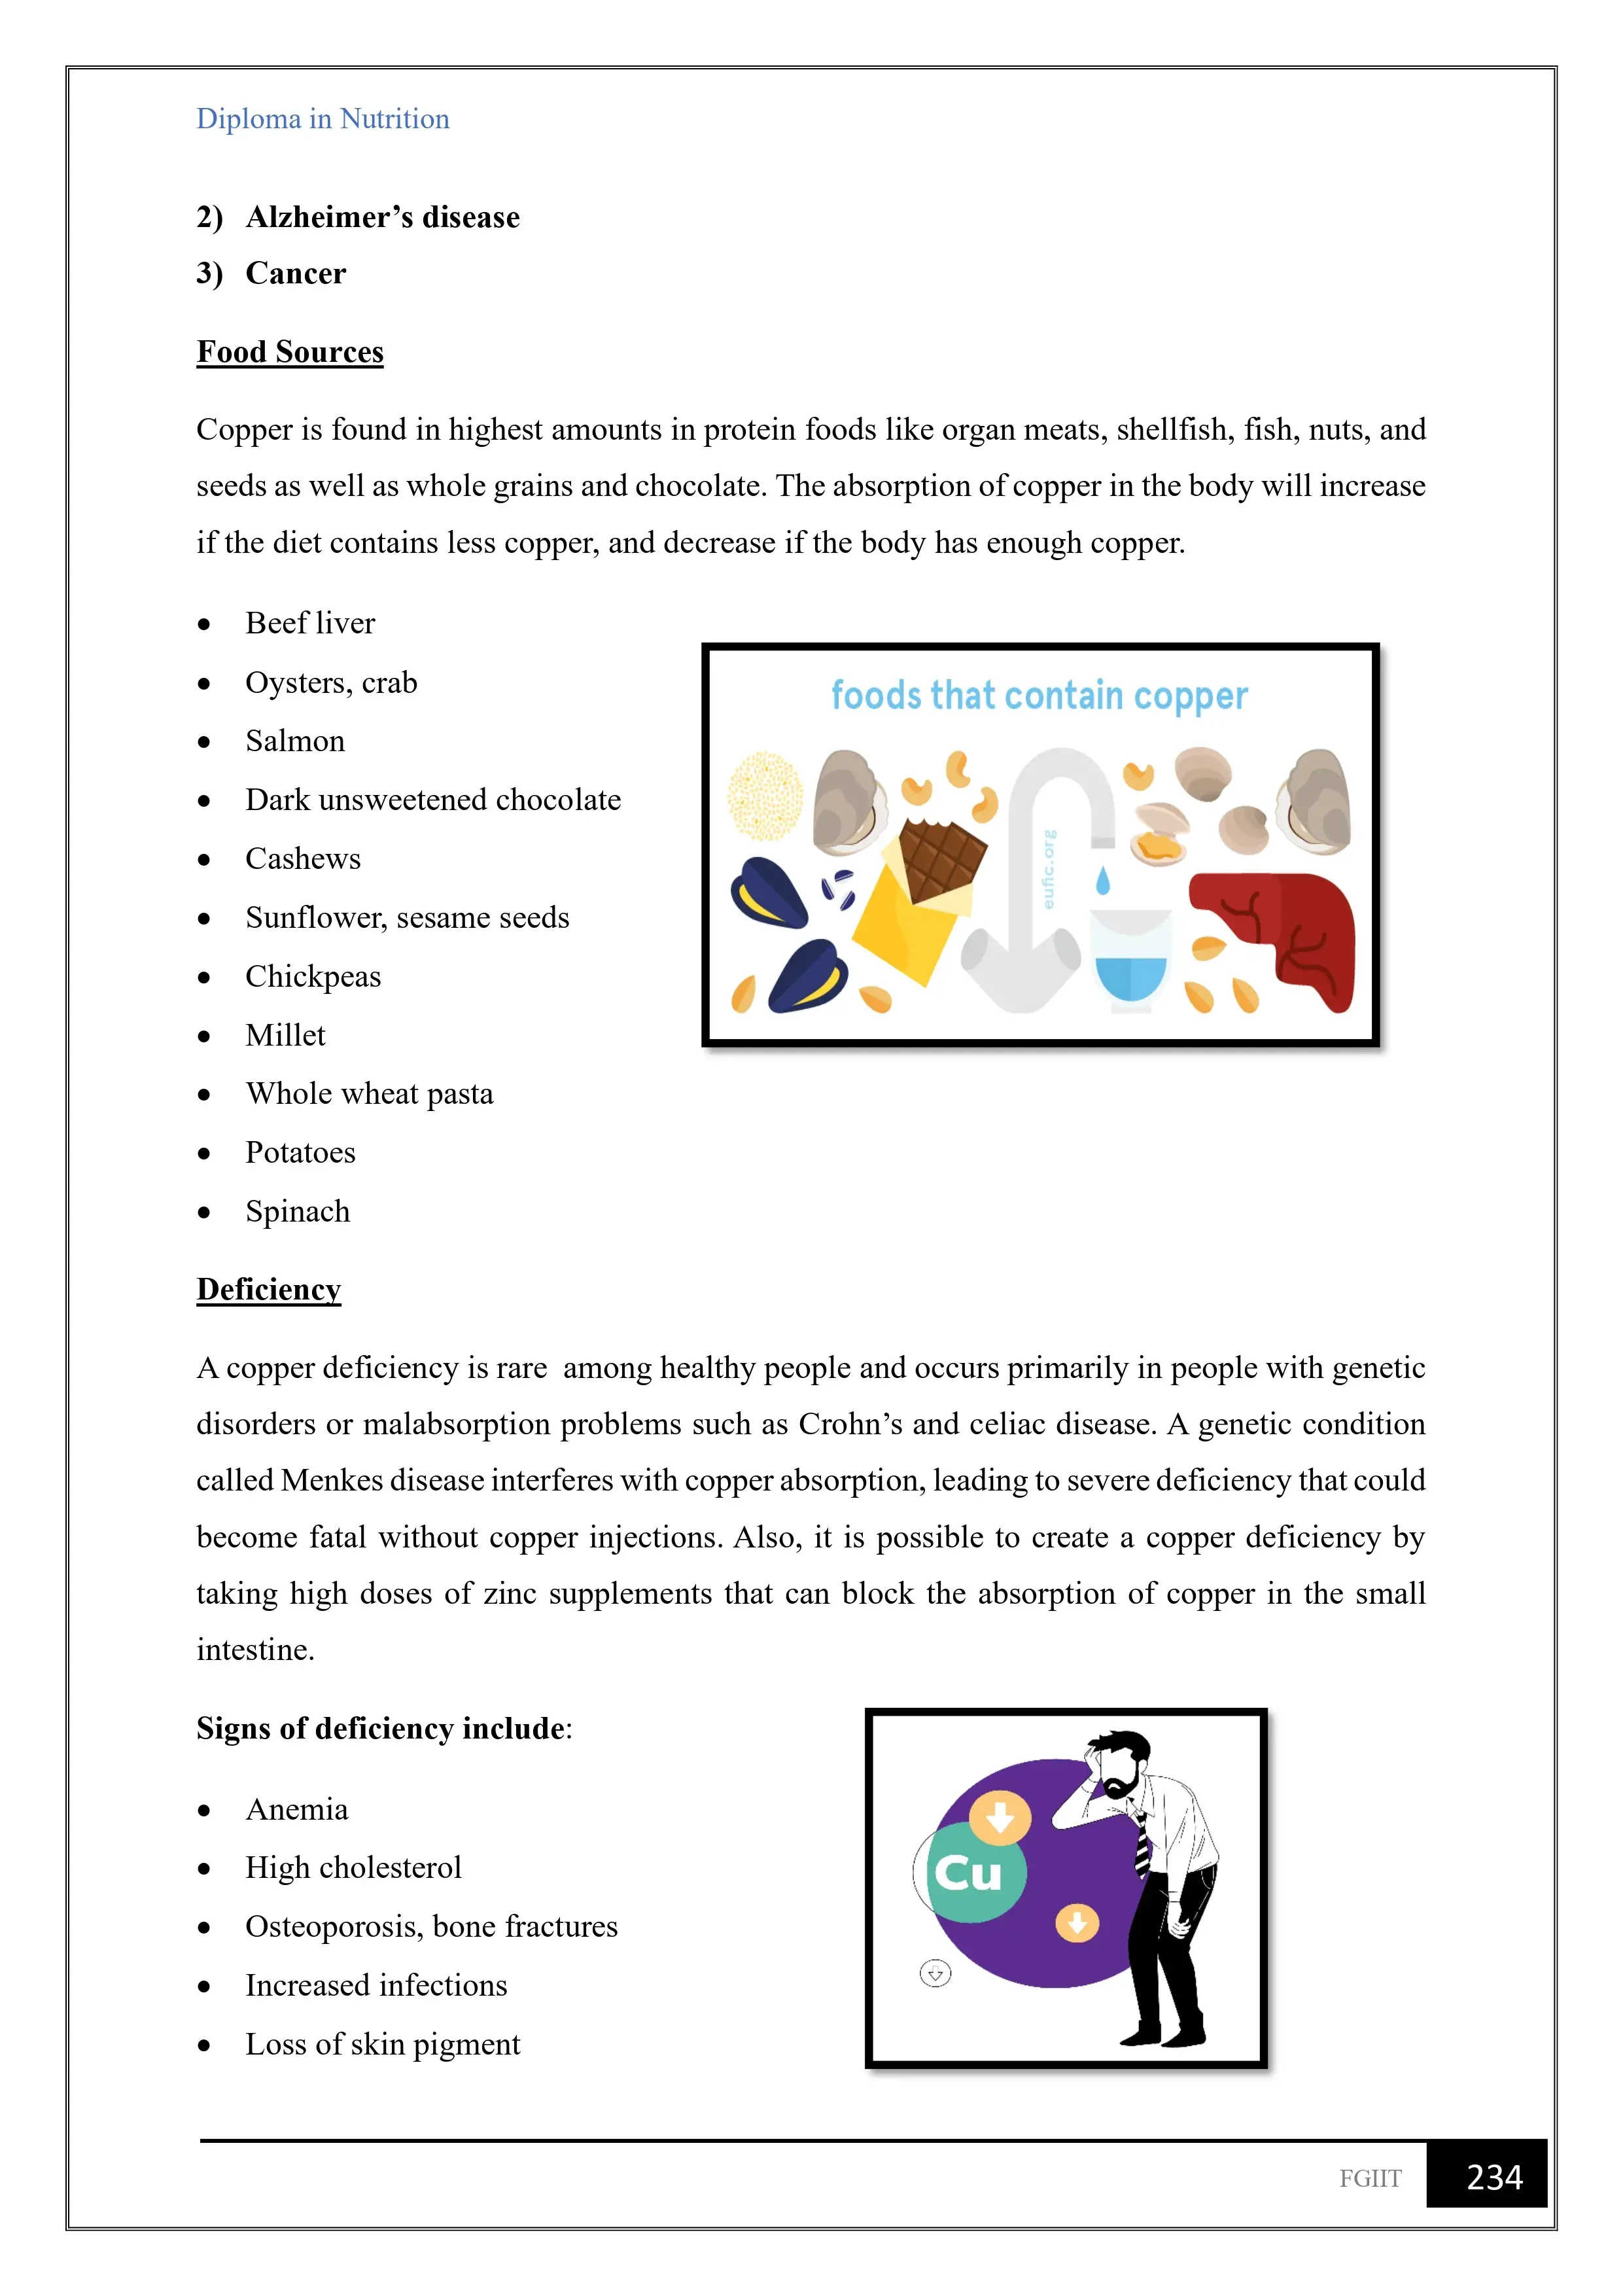 Diploma in Nutrition
2) Alzheimer’s disease
3) Cancer
Food Sources
Copper is found in highest amounts in protein foods like organ meats, shellfish, fish, nuts, and
seeds as well as whole grains and chocolate. The absorption of copper in the body will increase
if the diet contains less copper, and decrease if the body has enough copper.
• Beef liver
• Oysters, crab
• Salmon
• Dark unsweetened chocolate
• Cashews
• Sunflower, sesame seeds
• Chickpeas
• Millet
• Whole wheat pasta
• Potatoes
• Spinach
foods that contain copper
eufic.org
Deficiency
A copper deficiency is rare  among healthy people and occurs primarily in people with genetic
disorders or malabsorption problems such as Crohn’s and celiac disease. A genetic condition
called Menkes disease interferes with copper absorption, leading to severe deficiency that could
become fatal without copper injections. Also, it is possible to create a copper deficiency by
taking high doses of zinc supplements that can block the absorption of copper in the small
intestine.
Signs of deficiency include:
• Anemia
• High cholesterol
• Osteoporosis, bone fractures
• Increased infections
• Loss of skin pigment
Cu
FGIIT 234